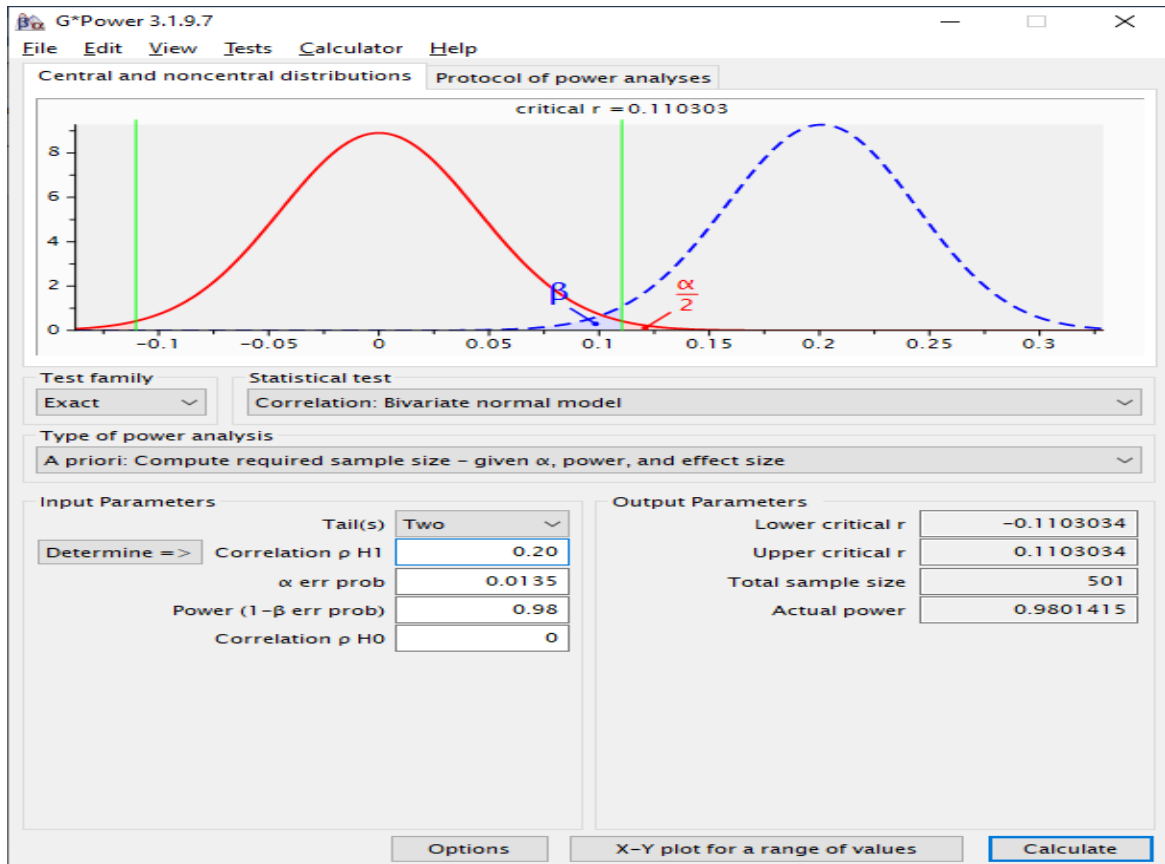 G*Power 3.1.9.7
File Edit View Tests Calculator Help
Central and noncentral distributions Protocol of power analyses
critical r = 0.110303
8
6
4
2
0
β
α
2
-0.1 -0.05 0 0.05 0.1 0.15 0.2 0.25 0.3
Test family Statistical test
Exact Correlation: Bivariate normal model
Type of power analysis
A priori: Compute required sample size - given α, power, and effect size
Input Parameters Output Parameters
Tail(s) Two Lower critical r -0.1103034
Determine => Correlation ρ H1 0.20 Upper critical r 0.1103034
α err prob 0.0135 Total sample size 501
Power (1-β err prob) 0.98 Actual power 0.9801415
Correlation ρ H0 0
Options X-Y plot for a range of values Calculate